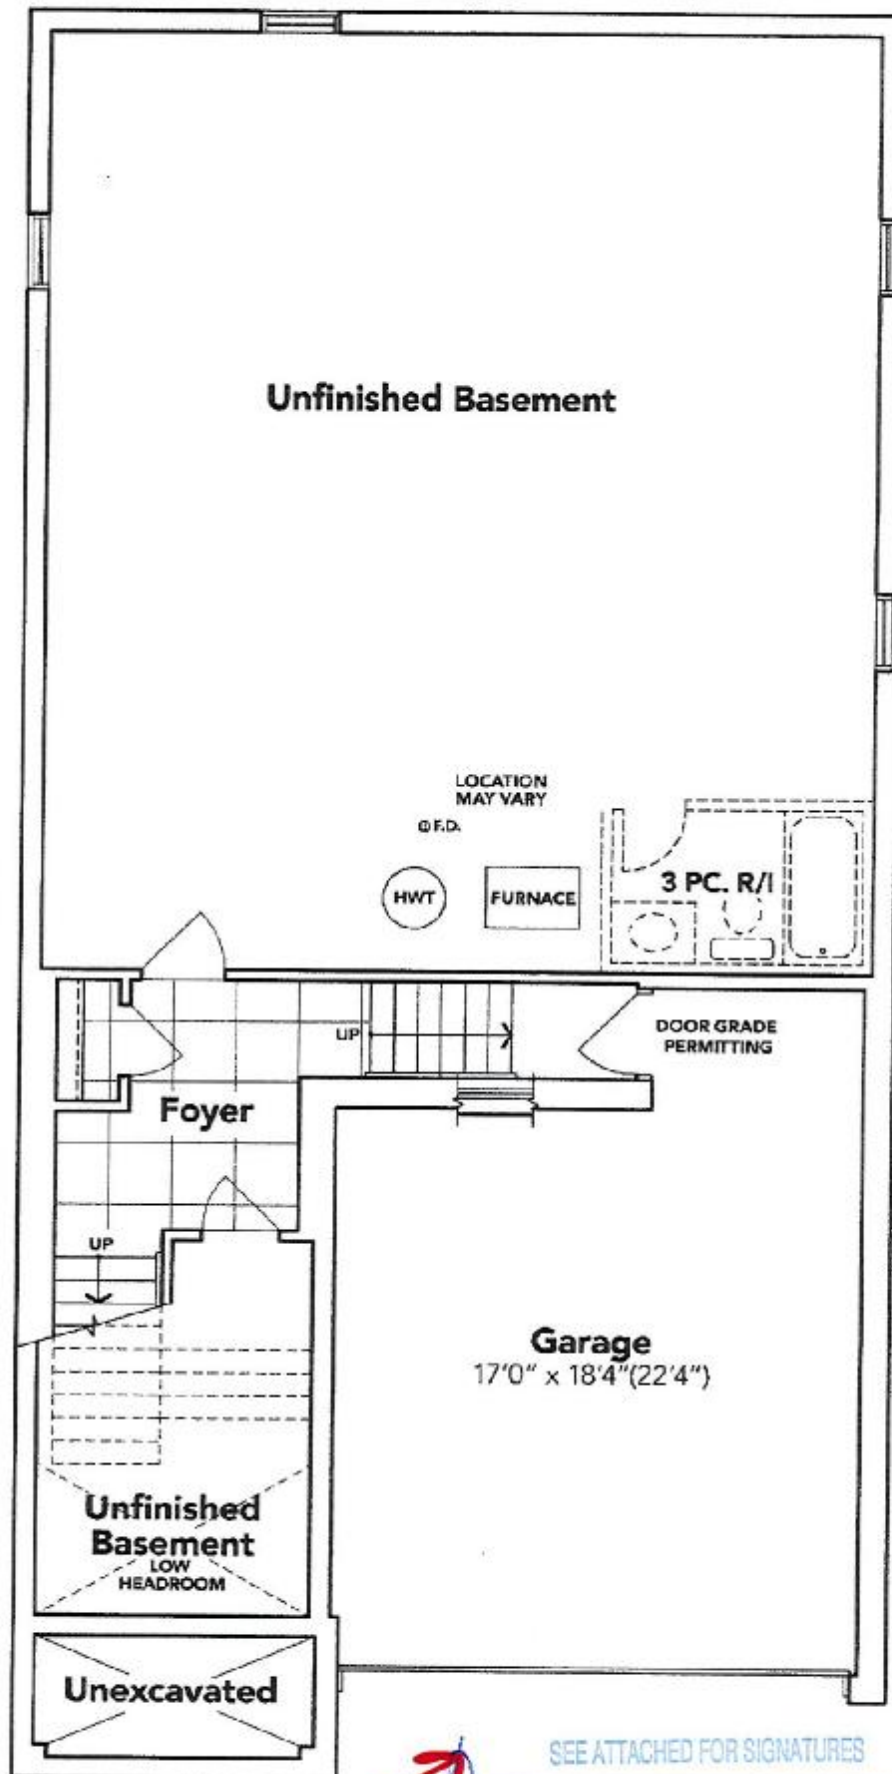 Unfinished Basement
LOCATION
MAY VARY
F.D.
HWT
FURNACE
3 PC. R/I
UP
DOOR GRADE
PERMITTING
Foyer
UP
Garage
17'0" x 18'4"(22'4")
Unfinished
Basement
LOW
HEADROOM
Unexcavated
SEE ATTACHED FOR SIGNATURES